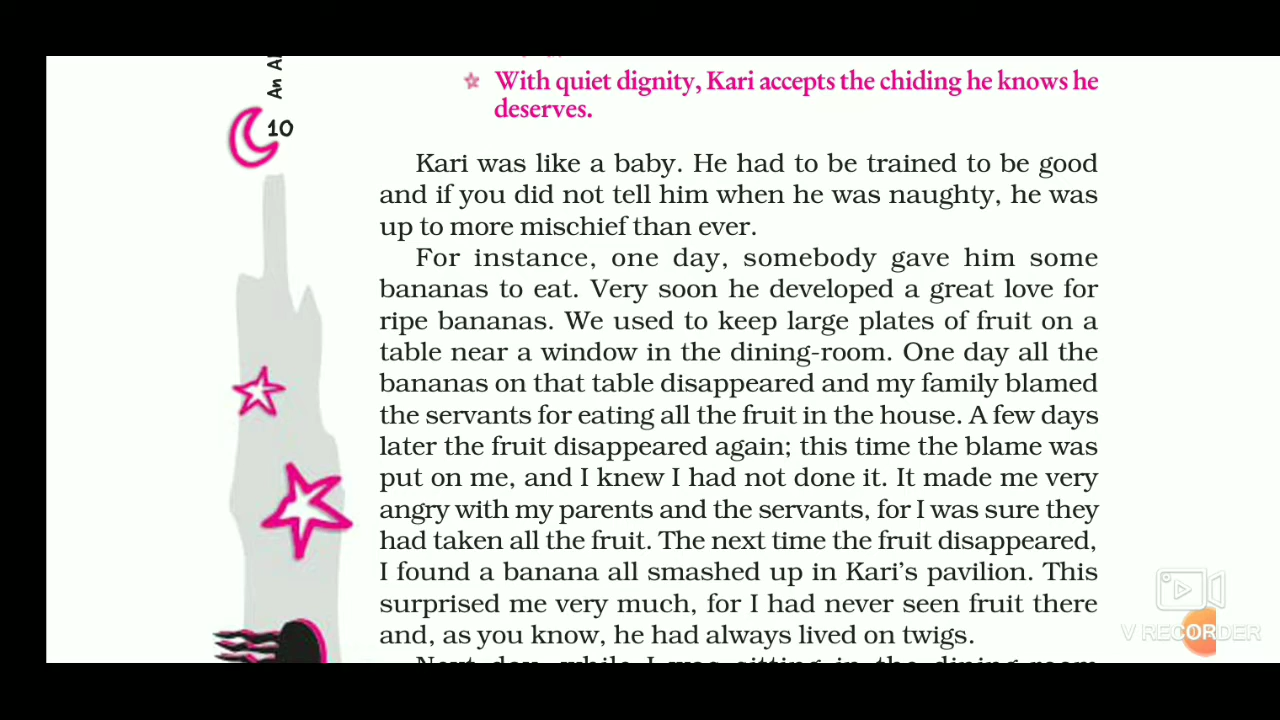 An A
10
With quiet dignity, Kari accepts the chiding he knows he
deserves.
Kari was like a baby. He had to be trained to be good
and if you did not tell him when he was naughty, he was
up to more mischief than ever.
For instance, one day, somebody gave him some
bananas to eat. Very soon he developed a great love for
ripe bananas. We used to keep large plates of fruit on a
table near a window in the dining-room. One day all the
bananas on that table disappeared and my family blamed
the servants for eating all the fruit in the house. A few days
later the fruit disappeared again; this time the blame was
put on me, and I knew I had not done it. It made me very
angry with my parents and the servants, for I was sure they
had taken all the fruit. The next time the fruit disappeared,
I found a banana all smashed up in Kari's pavilion. This
surprised me very much, for I had never seen fruit there
and, as you know, he had always lived on twigs.
Next day, while I was sitting in the dining-room
V RECORDER